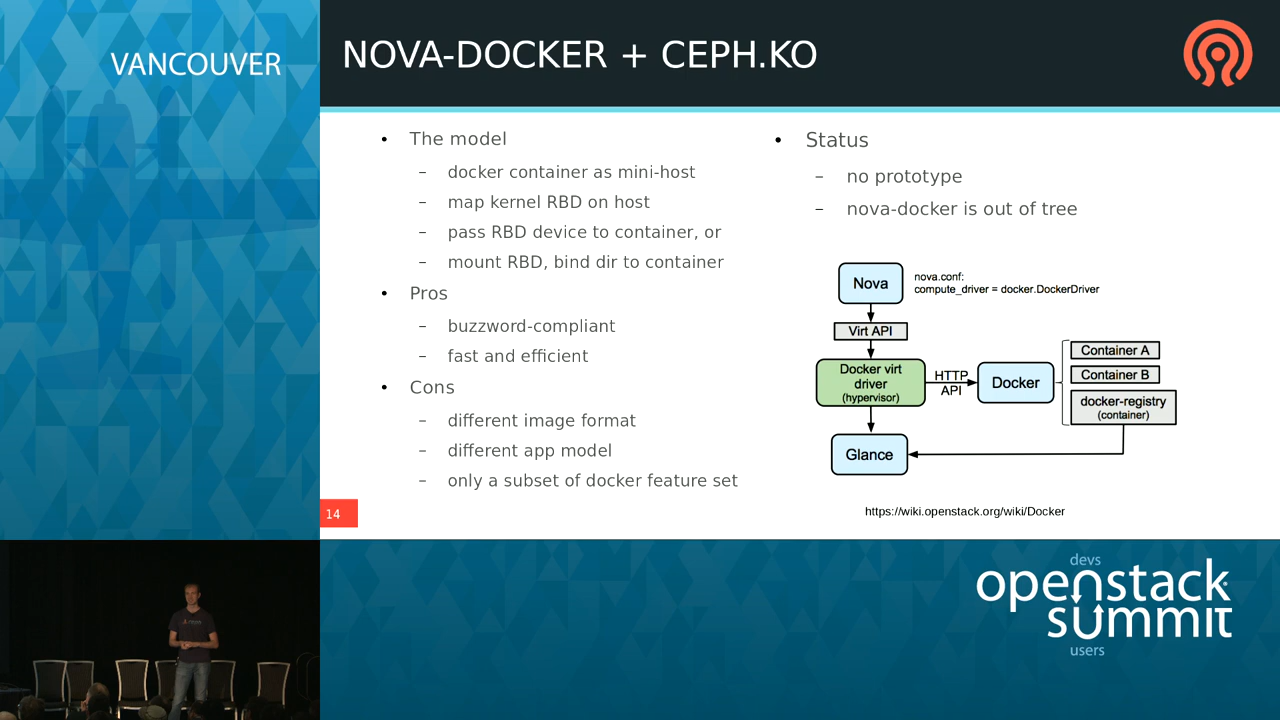 VANCOUVER
NOVA-DOCKER + CEPH.KO
• The model
– docker container as mini-host
– map kernel RBD on host
– pass RBD device to container, or
– mount RBD, bind dir to container
• Pros
– buzzword-compliant
– fast and efficient
• Cons
– different image format
– different app model
– only a subset of docker feature set
• Status
– no prototype
– nova-docker is out of tree
Nova
nova.conf:
compute_driver = docker.DockerDriver
Virt API
Docker virt
driver
(hypervisor)
HTTP
API
Docker
Container A
Container B
docker-registry
(container)
Glance
https://wiki.openstack.org/wiki/Docker
14
devs
openstack
summit
users